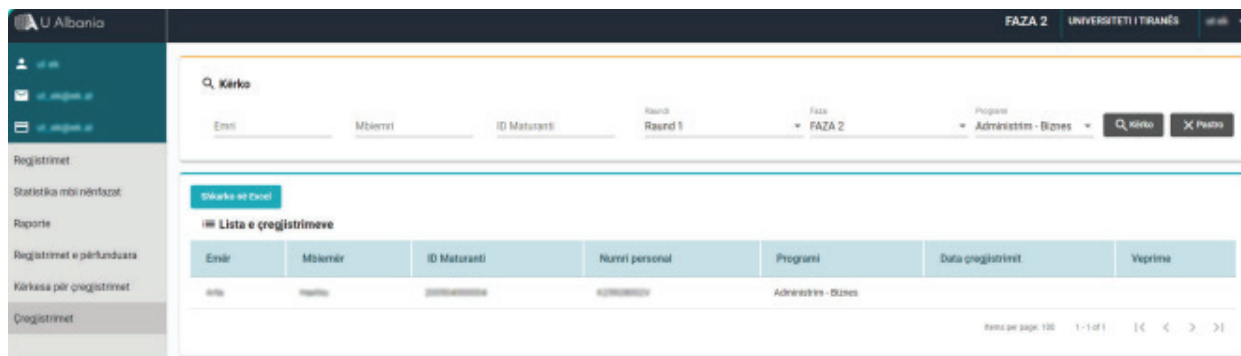 U Albania
FAZA 2 UNIVERSITETI I TIRANËS
Kërko
Emri Mbiemri ID Maturanti Raundi Raund 1 Faza FAZA 2 Programi Administrim - Biznes Kërko Pastro
Regjistrimet
Statistika mbi nënfazat
Raporte
Regjistrimet e përfunduara
Kërkesa për çregjistrimet
Çregjistrimet
Shkarko në Excel
Lista e çregjistrimeve
Emër Mbiemër ID Maturanti Numri personal Programi Data çregjistrimit Veprime
Administrim - Biznes
Items per page: 100 1 - 1 of 1